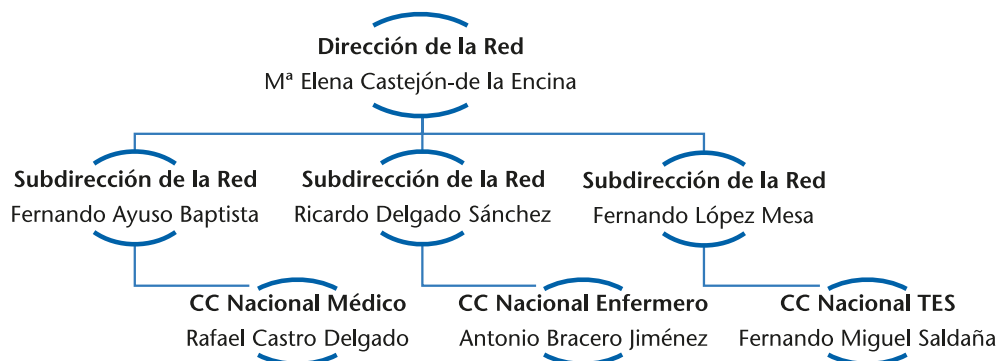 Dirección de la Red
Mª Elena Castejón-de la Encina
Subdirección de la Red
Fernando Ayuso Baptista
Subdirección de la Red
Ricardo Delgado Sánchez
Subdirección de la Red
Fernando López Mesa
CC Nacional Médico
Rafael Castro Delgado
CC Nacional Enfermero
Antonio Bracero Jiménez
CC Nacional TES
Fernando Miguel Saldaña